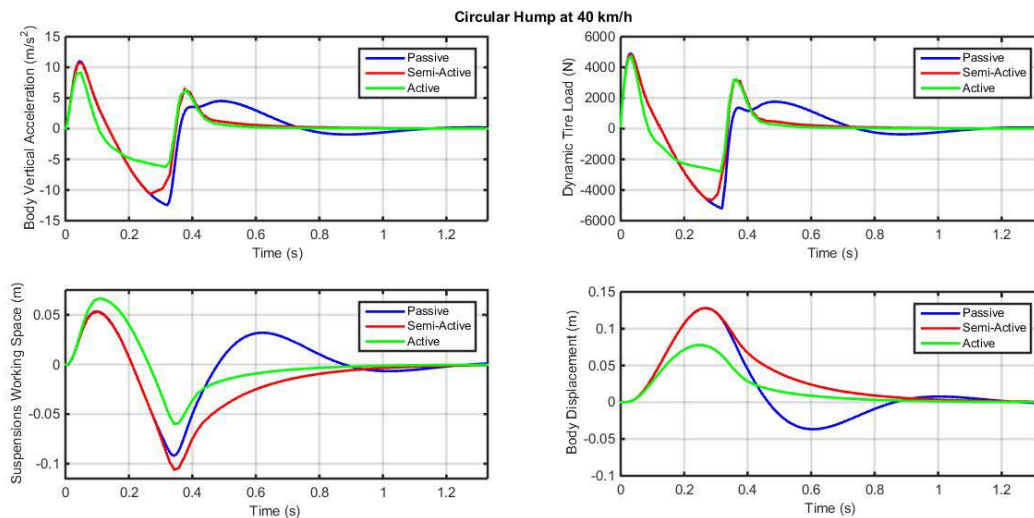 Circular Hump at 40 km/h
Body Vertical Acceleration (m/s²)
15
10
5
0
-5
-10
-15
0 0.2 0.4 0.6 0.8 1 1.2
Time (s)
Passive
Semi-Active
Active
Dynamic Tire Load (N)
6000
4000
2000
0
-2000
-4000
-6000
0 0.2 0.4 0.6 0.8 1 1.2
Time (s)
Passive
Semi-Active
Active
Suspensions Working Space (m)
0.05
0
-0.05
-0.1
0 0.2 0.4 0.6 0.8 1 1.2
Time (s)
Passive
Semi-Active
Active
Body Displacement (m)
0.15
0.1
0.05
0
-0.05
-0.1
0 0.2 0.4 0.6 0.8 1 1.2
Time (s)
Passive
Semi-Active
Active